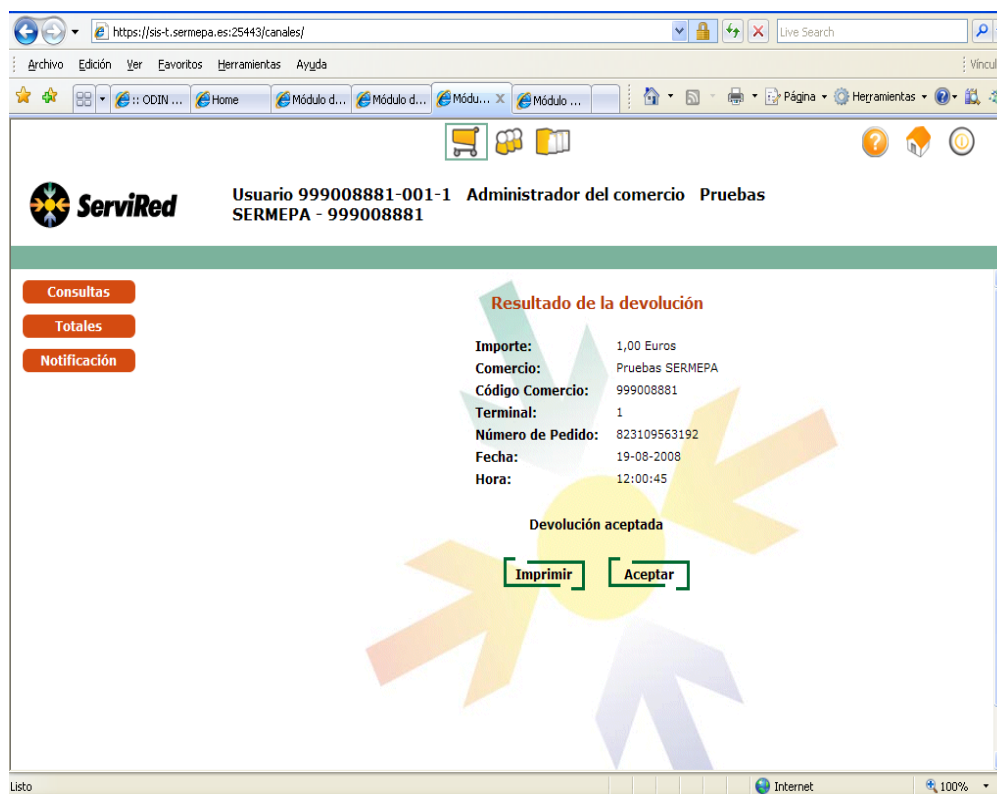 https://sis-t.sermepa.es:25443/canales/
Live Search
Archivo Edición Ver Favoritos Herramientas Ayuda
Víncul
:: ODIN ... Home Módulo d... Módulo d... Módu... X Módulo ... Página Herramientas
ServiRed
Usuario 999008881-001-1 Administrador del comercio Pruebas
SERMEPA - 999008881
Consultas
Totales
Notificación
Resultado de la devolución
Importe: 1,00 Euros
Comercio: Pruebas SERMEPA
Código Comercio: 999008881
Terminal: 1
Número de Pedido: 823109563192
Fecha: 19-08-2008
Hora: 12:00:45
Devolución aceptada
Imprimir Aceptar
Listo Internet 100%